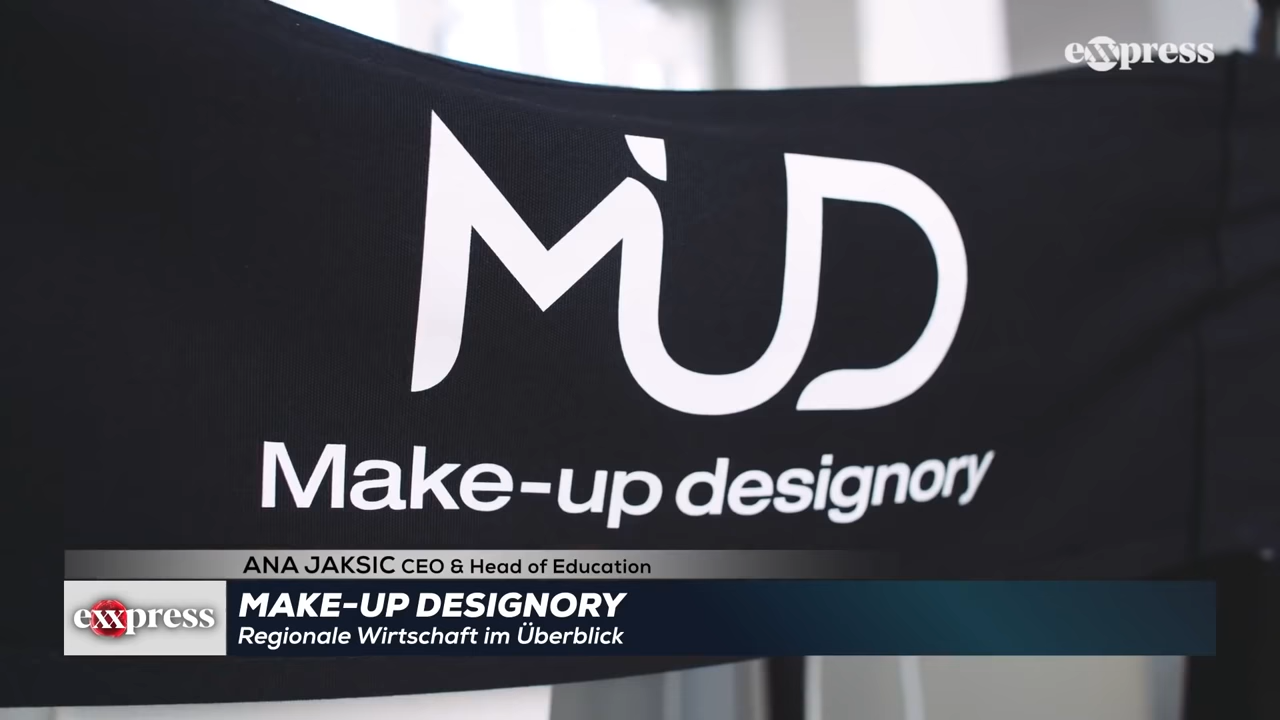 exxpress
MUD
Make-up designory
ANA JAKSIC CEO & Head of Education
exxpress
MAKE-UP DESIGNORY
Regionale Wirtschaft im Überblick